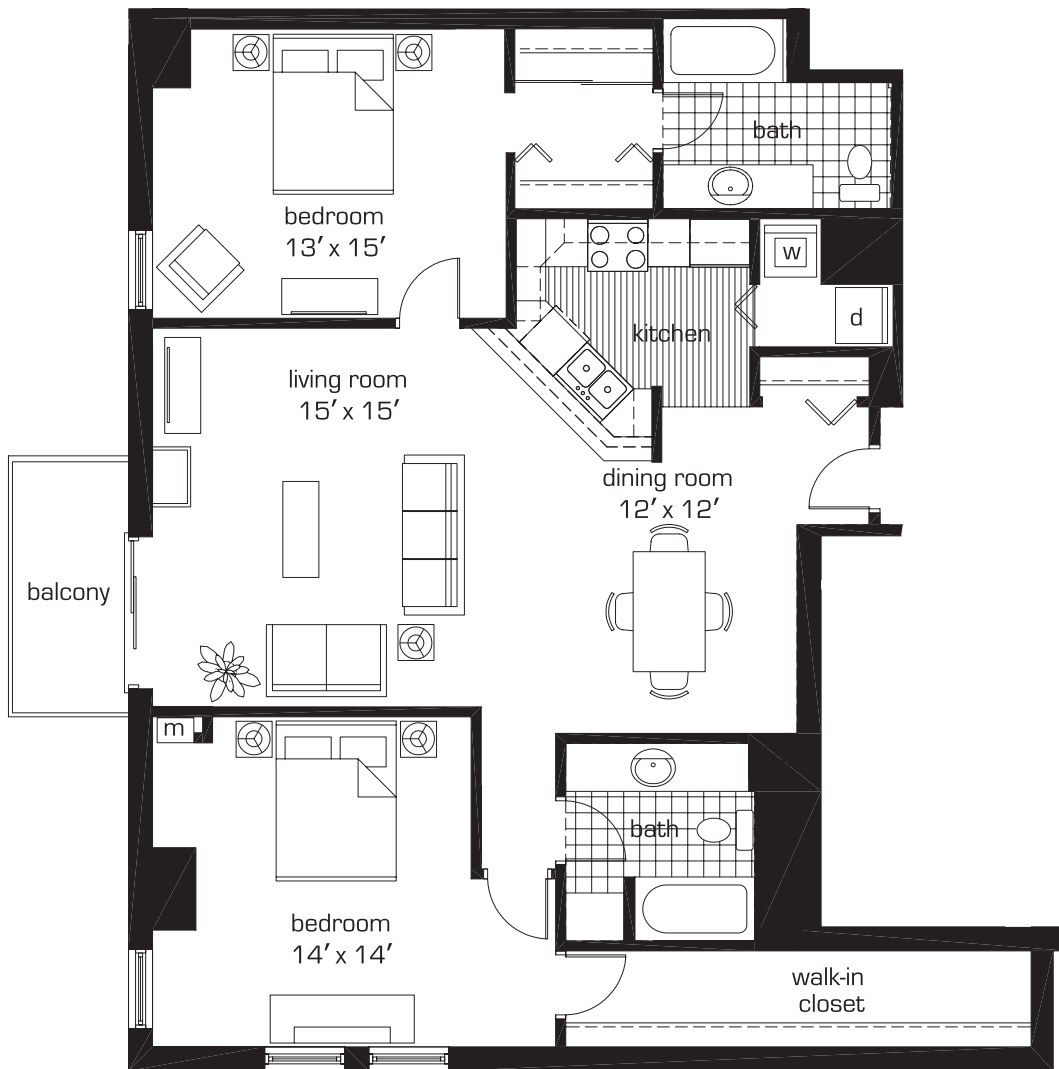 bath
bedroom
13′ x 15′
w
d
kitchen
living room
15′ x 15′
dining room
12′ x 12′
balcony
m
bath
bedroom
14′ x 14′
walk-in
closet